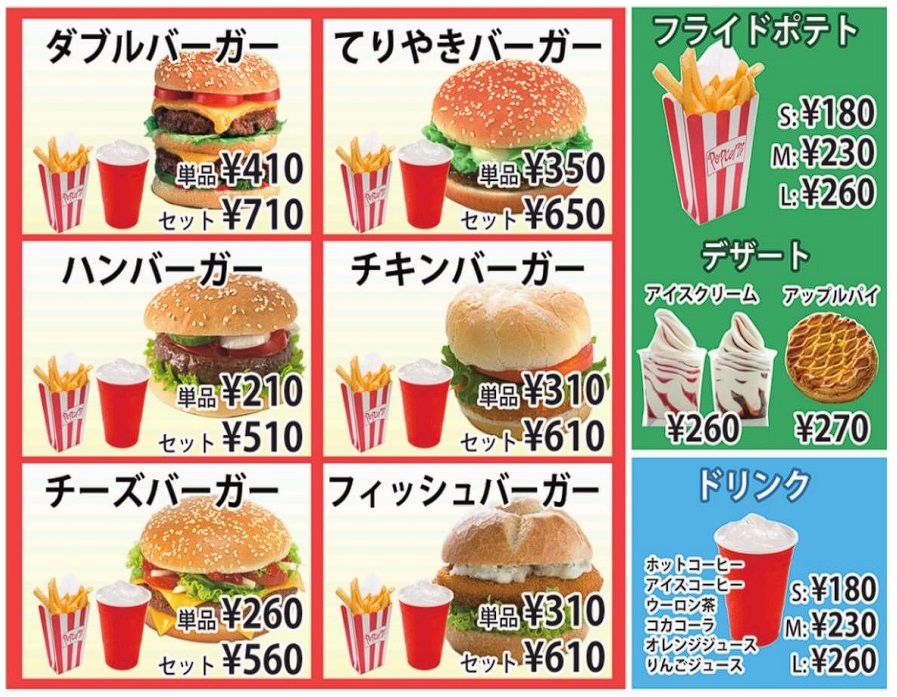 ダブルバーガー
単品 ¥410
セット ¥710
てりやきバーガー
単品 ¥350
セット ¥650
ハンバーガー
単品 ¥210
セット ¥510
チキンバーガー
単品 ¥310
セット ¥610
チーズバーガー
単品 ¥260
セット ¥560
フィッシュバーガー
単品 ¥310
セット ¥610
フライドポテト
POPCORN
S: ¥180
M: ¥230
L: ¥260
デザート
アイスクリーム
¥260
アップルパイ
¥270
ドリンク
ホットコーヒー
アイスコーヒー
ウーロン茶
コカコーラ
オレンジジュース
りんごジュース
S: ¥180
M: ¥230
L: ¥260